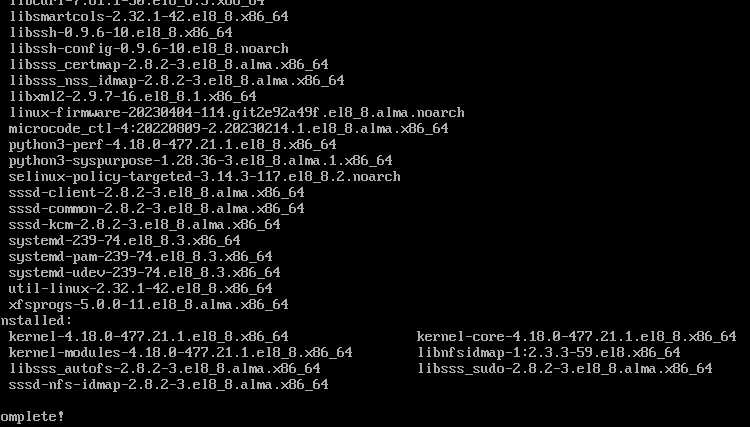 libcurl-7.61.1-30.el8_8.3.x86_64
libsmartcols-2.32.1-42.el8_8.x86_64
libssh-0.9.6-10.el8_8.x86_64
libssh-config-0.9.6-10.el8_8.noarch
libsss_certmap-2.8.2-3.el8_8.alma.x86_64
libsss_nss_idmap-2.8.2-3.el8_8.alma.x86_64
libxml2-2.9.7-16.el8_8.1.x86_64
linux-firmware-20230404-114.git2e92a49f.el8_8.alma.noarch
microcode_ctl-4:20220809-2.20230214.1.el8_8.alma.x86_64
python3-perf-4.18.0-477.21.1.el8_8.x86_64
python3-syspurpose-1.28.36-3.el8_8.alma.1.x86_64
selinux-policy-targeted-3.14.3-117.el8_8.2.noarch
sssd-client-2.8.2-3.el8_8.alma.x86_64
sssd-common-2.8.2-3.el8_8.alma.x86_64
sssd-kcm-2.8.2-3.el8_8.alma.x86_64
systemd-239-74.el8_8.3.x86_64
systemd-pam-239-74.el8_8.3.x86_64
systemd-udev-239-74.el8_8.3.x86_64
util-linux-2.32.1-42.el8_8.x86_64
xfsprogs-5.0.0-11.el8_8.alma.x86_64
nstalled:
kernel-4.18.0-477.21.1.el8_8.x86_64 kernel-core-4.18.0-477.21.1.el8_8.x86_64
kernel-modules-4.18.0-477.21.1.el8_8.x86_64 libnfsidmap-1:2.3.3-59.el8.x86_64
libsss_autofs-2.8.2-3.el8_8.alma.x86_64 libsss_sudo-2.8.2-3.el8_8.alma.x86_64
sssd-nfs-idmap-2.8.2-3.el8_8.alma.x86_64
omplete!